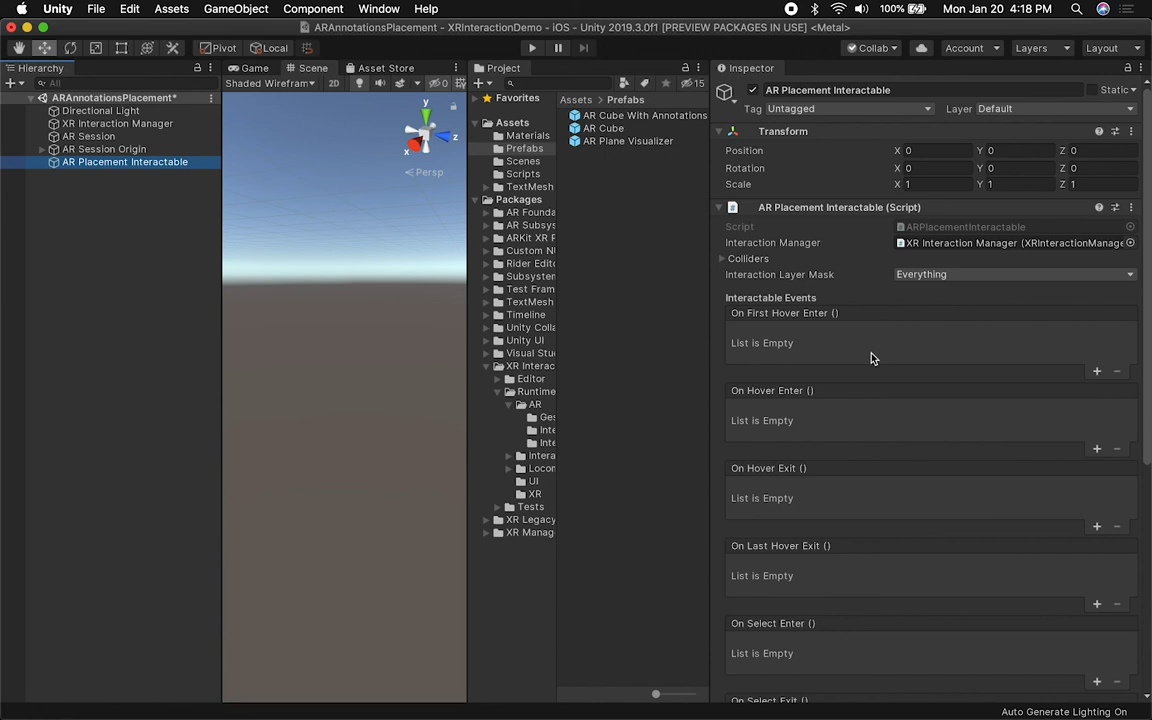 Unity File Edit Assets GameObject Component Window Help 100% Mon Jan 20 4:18 PM
ARAnnotationsPlacement - XRInteractionDemo - iOS - Unity 2019.3.0f1 [PREVIEW PACKAGES IN USE] <Metal>
Pivot Local Collab Account Layers Layout
Hierarchy
All
ARAnnotationsPlacement*
Directional Light
XR Interaction Manager
AR Session
AR Session Origin
AR Placement Interactable
Game Scene Asset Store
Shaded Wirefram 2D 0
y
z
x
Persp
Project
15
Favorites
Assets
Materials
Prefabs
Scenes
Scripts
TextMesh
Packages
AR Founda
AR Subsys
ARKit XR F
Custom NU
Rider Edit
Subsysten
Test Fram
TextMesh
Timeline
Unity Colla
Unity UI
Visual Stu
XR Interac
Editor
Runtime
AR
Ges
Inte
Inte
Intera
Locon
UI
XR
Tests
XR Legacy
XR Manag
Assets > Prefabs
AR Cube With Annotations
AR Cube
AR Plane Visualizer
Inspector
AR Placement Interactable Static
Tag Untagged Layer Default
Transform
Position X 0 Y 0 Z 0
Rotation X 0 Y 0 Z 0
Scale X 1 Y 1 Z 1
AR Placement Interactable (Script)
Script ARPlacementInteractable
Interaction Manager XR Interaction Manager (XRInteractionManage
Colliders
Interaction Layer Mask Everything
Interactable Events
On First Hover Enter ()
List is Empty
+ −
On Hover Enter ()
List is Empty
+ −
On Hover Exit ()
List is Empty
+ −
On Last Hover Exit ()
List is Empty
+ −
On Select Enter ()
List is Empty
+ −
On Select Exit ()
Auto Generate Lighting On